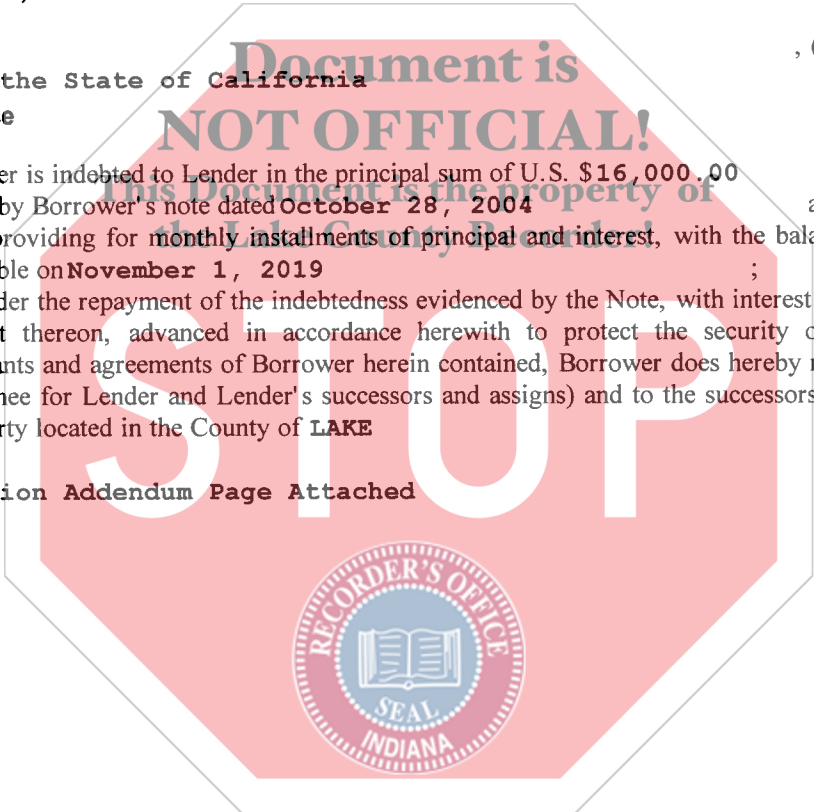 , (
Document is
the State of California
e
NOT OFFICIAL!
er is indebted to Lender in the principal sum of U.S. $16,000.00
This Document is the property of
by Borrower's note dated October 28, 2004 a
the Lake County Recorder!
providing for monthly installments of principal and interest, with the bala
ble on November 1, 2019 ;
der the repayment of the indebtedness evidenced by the Note, with interest
t thereon, advanced in accordance herewith to protect the security o
nts and agreements of Borrower herein contained, Borrower does hereby
nee for Lender and Lender's successors and assigns) and to the successors
rty located in the County of LAKE
STOP
ion Addendum Page Attached
RECORDER'S OFFICE
SEAL
INDIANA